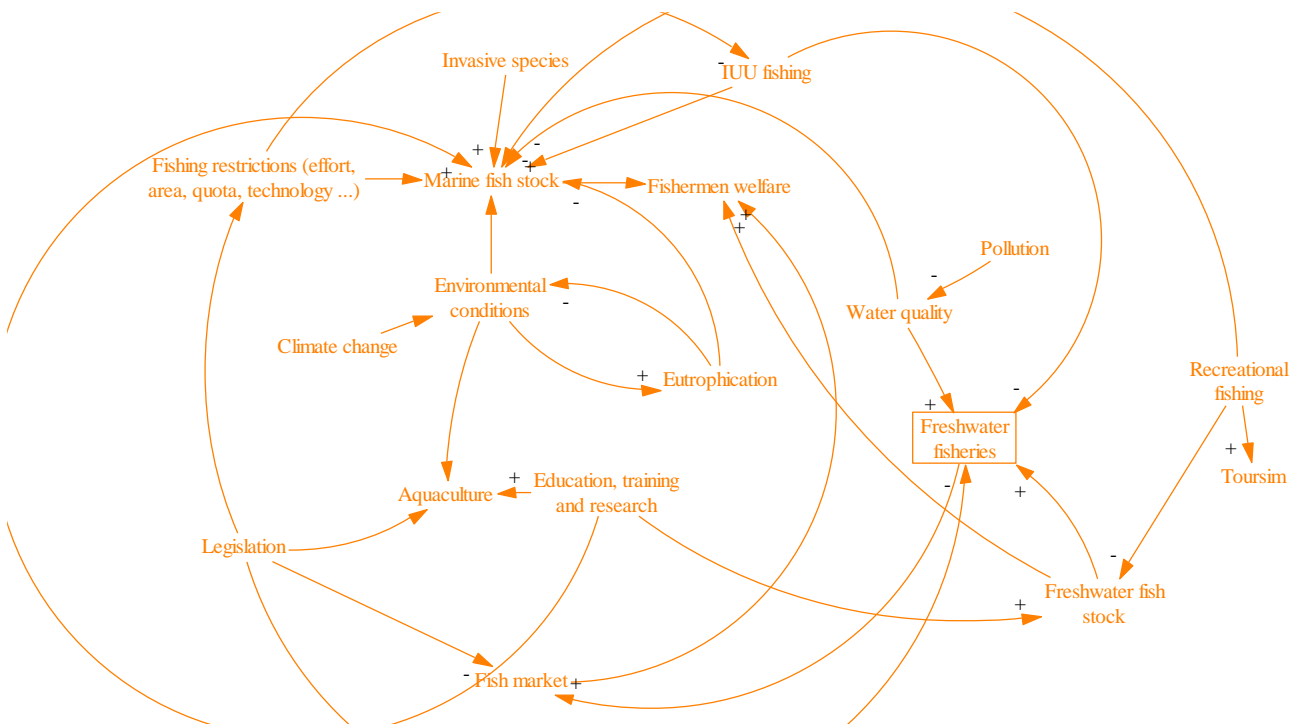 Invasive species
IUU fishing
Fishing restrictions (effort,
area, quota, technology ...)
Marine fish stock
Fishermen welfare
Pollution
Environmental
conditions
Water quality
Climate change
Eutrophication
Recreational
fishing
Freshwater
fisheries
Toursim
Aquaculture
Education, training
and research
Legislation
Freshwater fish
stock
Fish market